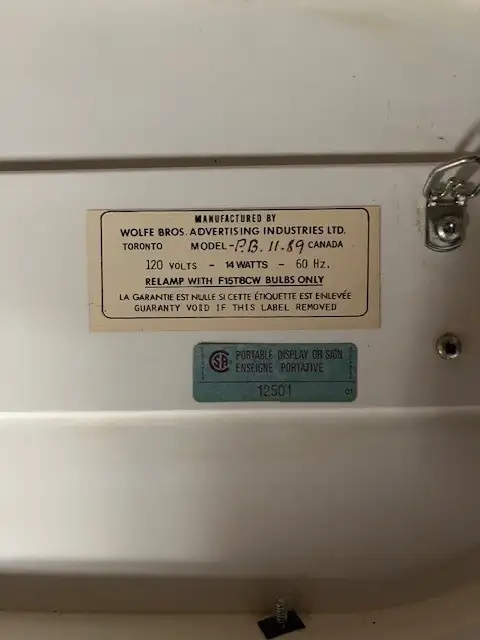 MANUFACTURED BY
WOLFE BROS. ADVERTISING INDUSTRIES LTD.
TORONTO MODEL-P.B. 11.89 CANADA
120 VOLTS - 14 WATTS - 60 Hz.
RELAMP WITH F15T8CW BULBS ONLY
LA GARANTIE EST NULLE SI CETTE ÉTIQUETTE EST ENLEVÉE
GUARANTY VOID IF THIS LABEL REMOVED
CSA PORTABLE DISPLAY OR SIGN
ENSEIGNE PORTATIVE
12501
01